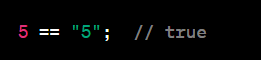 5 == "5";  // true